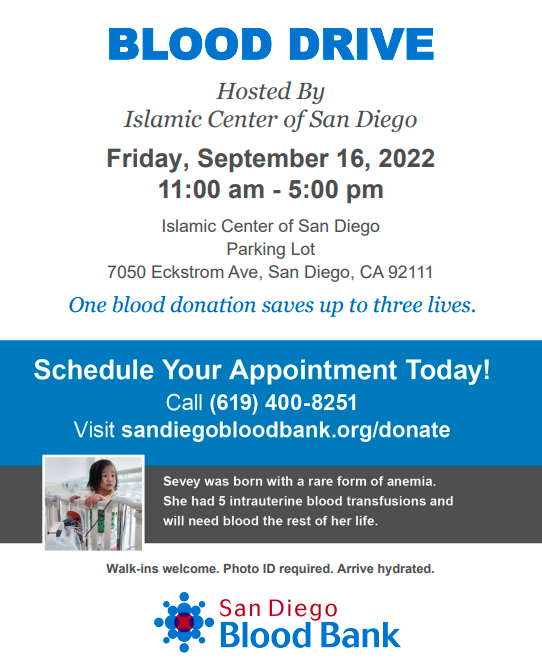 BLOOD DRIVE
Hosted By
Islamic Center of San Diego
Friday, September 16, 2022
11:00 am - 5:00 pm
Islamic Center of San Diego
Parking Lot
7050 Eckstrom Ave, San Diego, CA 92111
One blood donation saves up to three lives.
Schedule Your Appointment Today!
Call (619) 400-8251
Visit sandiegobloodbank.org/donate
Sevey was born with a rare form of anemia.
She had 5 intrauterine blood transfusions and
will need blood the rest of her life.
Walk-ins welcome. Photo ID required. Arrive hydrated.
San Diego
Blood Bank